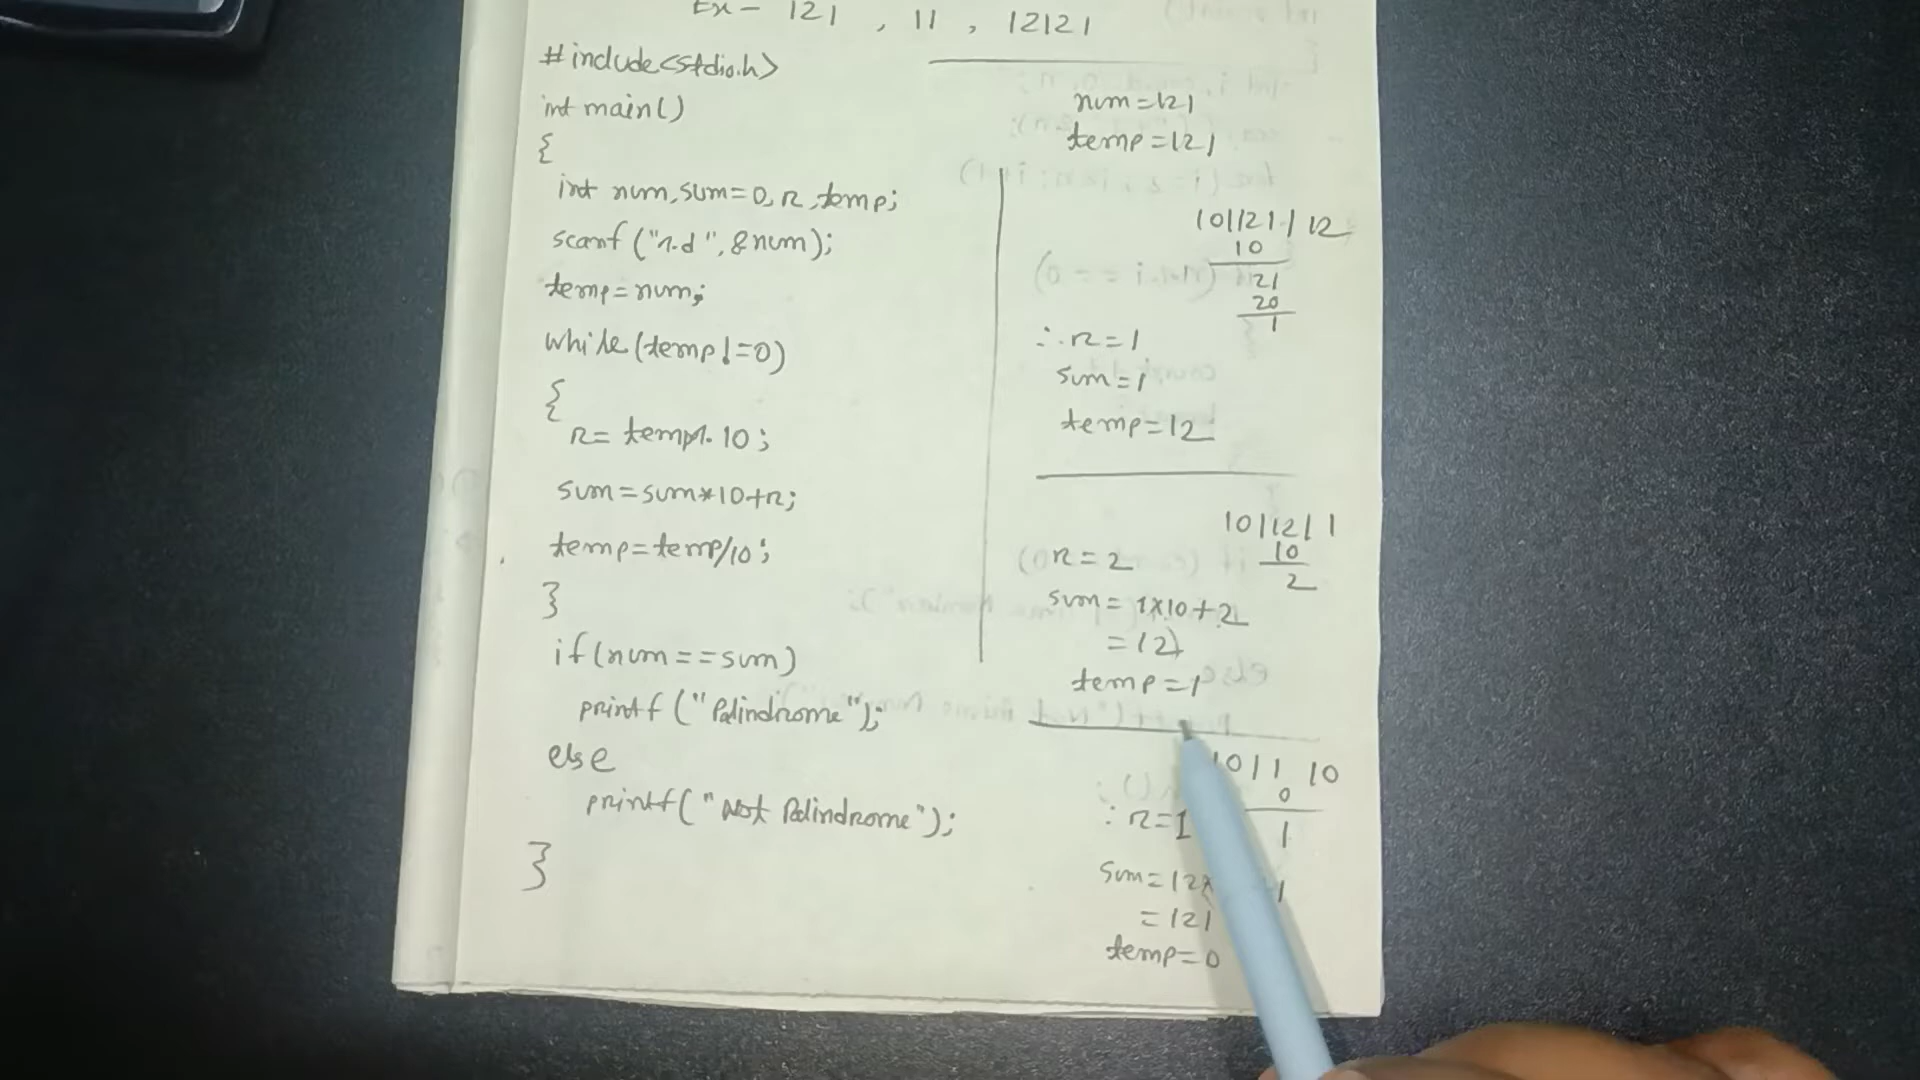 Ex - 121 , 11 , 12121
#include<stdio.h>
int main()
{
int num, sum=0, r, temp;
scanf("%d", &num);
temp=num;
while(temp!=0)
{
r= temp%10;
sum=sum*10+r;
temp=temp/10;
}
if(num==sum)
printf("Palindrome");
else
printf("Not Palindrome");
}
num=121
temp=121
10|121|12
10
21
20
1
∴ r=1
sum=1
temp=12
10|12|1
10
2
r=2
sum= 1x10+2
=12
temp=1
10|1 10
0
1
∴ r=1
sum=12x 1
=121
temp=0